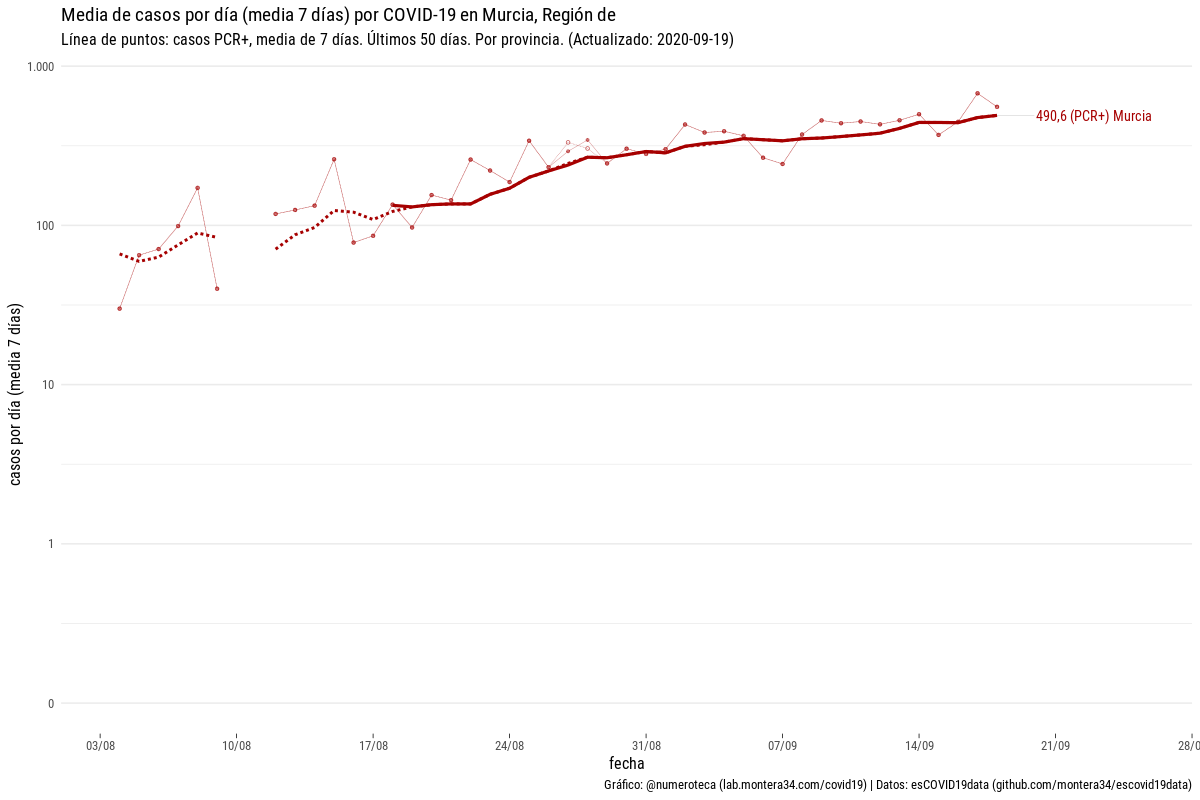 Media de casos por día (media 7 días) por COVID-19 en Murcia, Región de
Línea de puntos: casos PCR+, media de 7 días. Últimos 50 días. Por provincia. (Actualizado: 2020-09-19)
1.000
490,6 (PCR+) Murcia
100
10
1
0
casos por día (media 7 días)
03/08 10/08 17/08 24/08 31/08 07/09 14/09 21/09 28/0
fecha
Gráfico: @numeroteca (lab.montera34.com/covid19) | Datos: esCOVID19data (github.com/montera34/escovid19data)